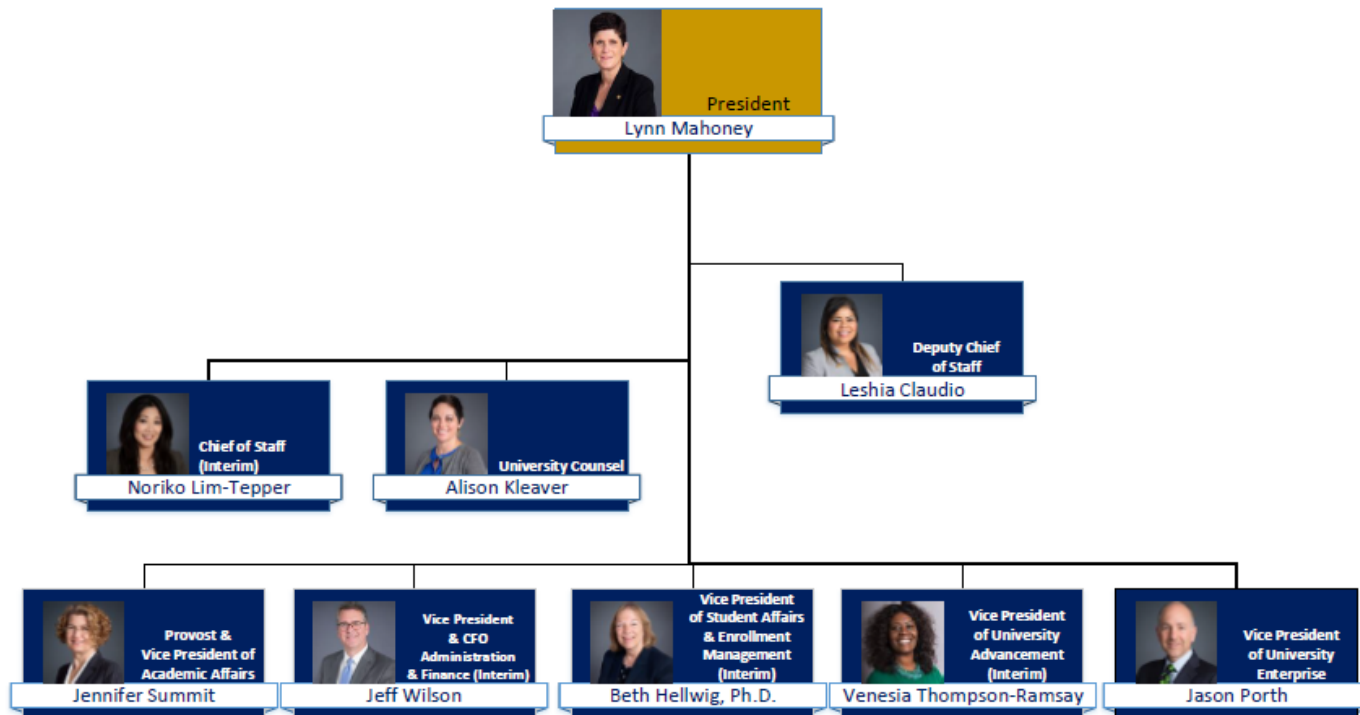 President
Lynn Mahoney
Deputy Chief
of Staff
Leshia Claudio
Chief of Staff
(Interim)
Noriko Lim-Tepper
University Counsel
Alison Kleaver
Provost &
Vice President of
Academic Affairs
Jennifer Summit
Vice President
& CFO
Administration
& Finance (Interim)
Jeff Wilson
Vice President
of Student Affairs
& Enrollment
Management
(Interim)
Beth Hellwig, Ph.D.
Vice President
of University
Advancement
(Interim)
Venesia Thompson-Ramsay
Vice President
of University
Enterprise
Jason Porth